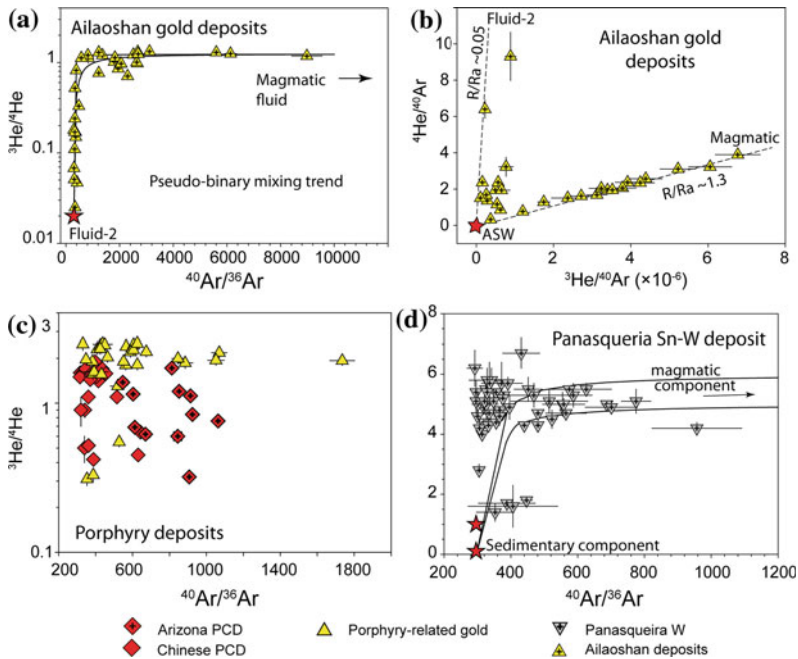 (a)
Ailaoshan gold deposits
1
0.1
0.01
³He/⁴He
Magmatic
fluid
Pseudo-binary mixing trend
Fluid-2
0 2000 4000 6000 8000 10000
⁴⁰Ar/³⁶Ar
(b)
Fluid-2
R/Ra ~0.05
Ailaoshan gold
deposits
10
8
6
4
2
0
⁴He/⁴⁰Ar
Magmatic
R/Ra ~1.3
ASW
0 2 4 6 8
³He/⁴⁰Ar (×10⁻⁶)
(c)
3
1
0.1
³He/⁴He
Porphyry deposits
200 600 1000 1400 1800
⁴⁰Ar/³⁶Ar
(d)
Panasqueria Sn-W deposit
8
6
4
2
0
magmatic
component
Sedimentary component
200 400 600 800 1000 1200
⁴⁰Ar/³⁶Ar
Arizona PCD
Chinese PCD
Porphyry-related gold
Panasqueira W
Ailaoshan deposits